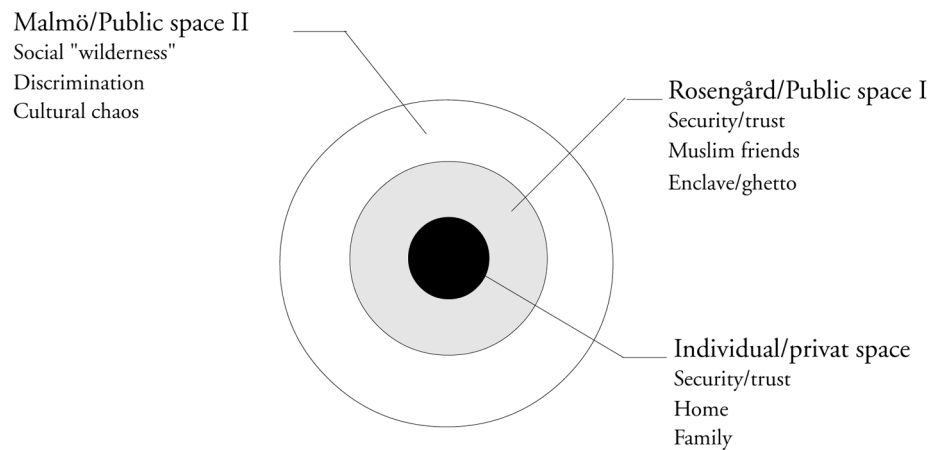 Malmö/Public space II
Social "wilderness"
Discrimination
Cultural chaos
Rosengård/Public space I
Security/trust
Muslim friends
Enclave/ghetto
Individual/privat space
Security/trust
Home
Family